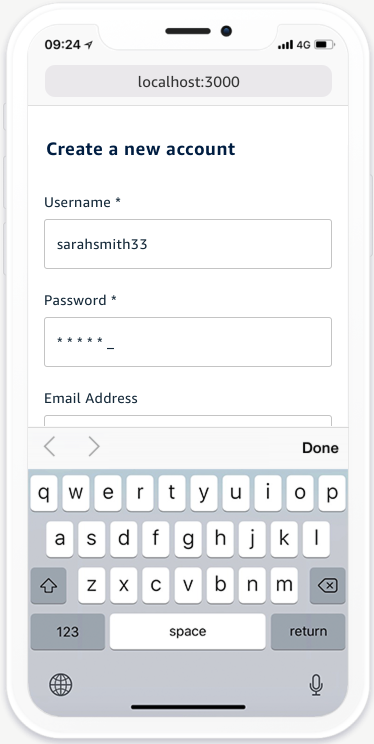 09:24 4G
localhost:3000
Create a new account
Username *
sarahsmith33
Password *
* * * * * _
Email Address
Done
q w e r t y u i o p
a s d f g h j k l
z x c v b n m
123 space return